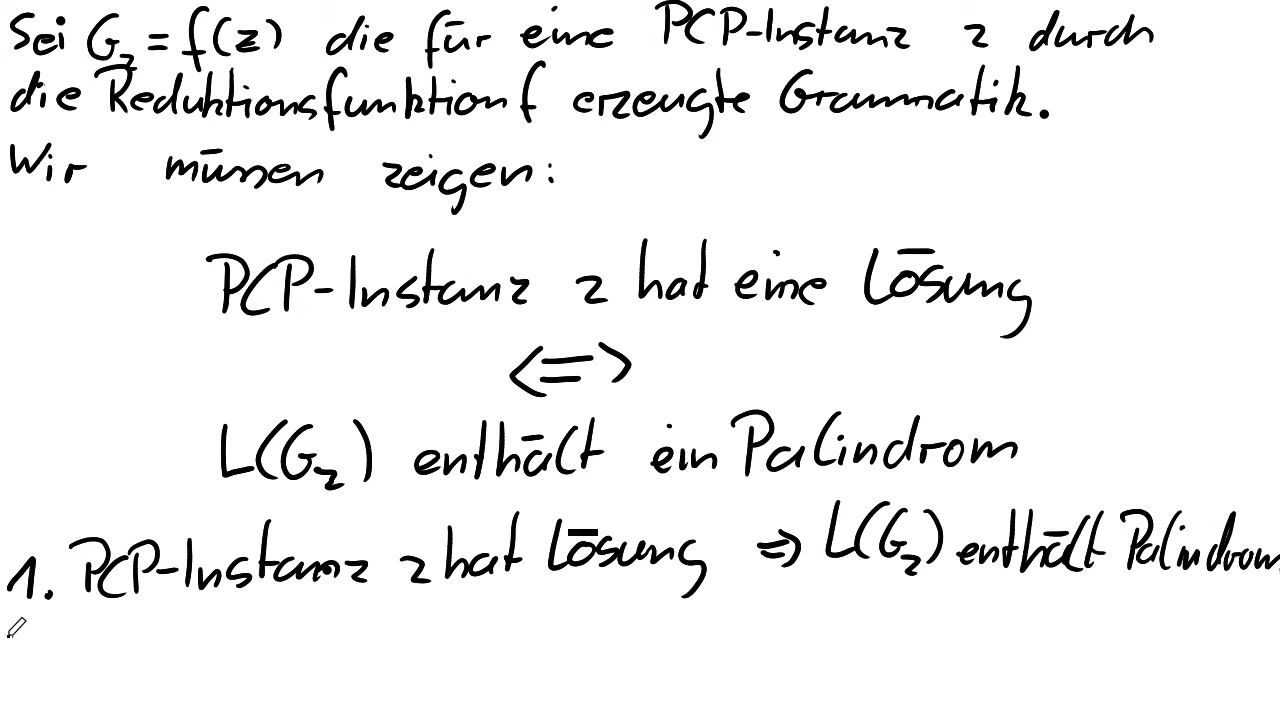 Sei G_z = f(z) die für eine PCP-Instanz z durch
die Reduktionsfunktion f erzeugte Grammatik.
Wir müssen zeigen:
PCP-Instanz z hat eine Lösung
<=>
L(G_z) enthält ein Palindrom
1. PCP-Instanz z hat Lösung => L(G_z) enthält Palindrom